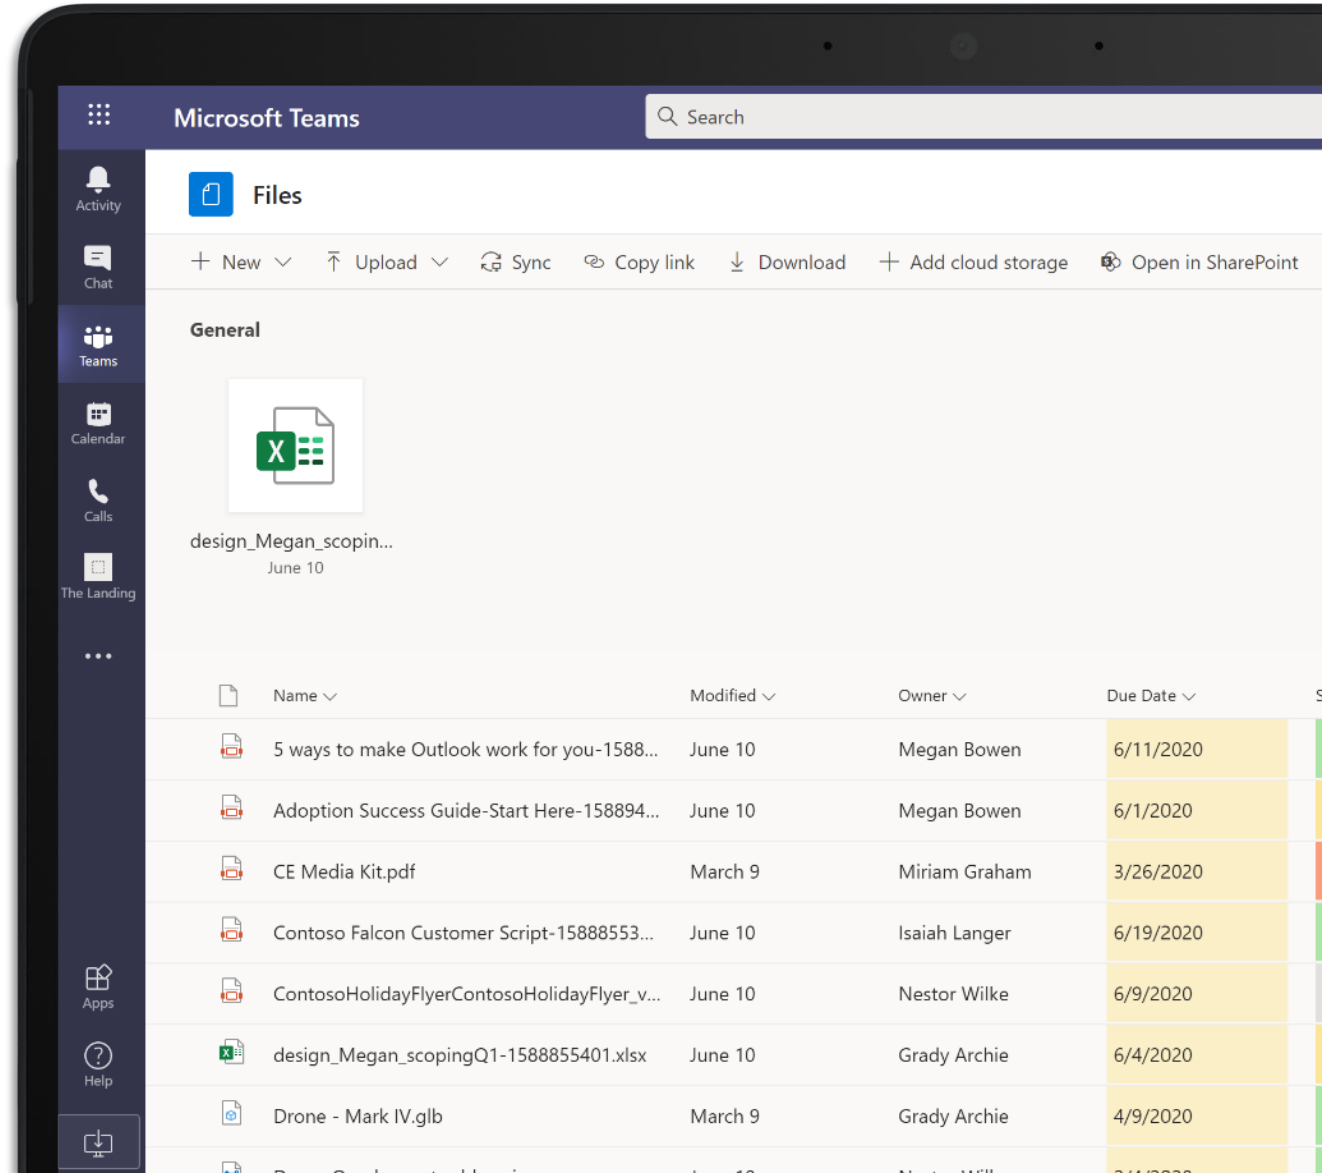 Microsoft Teams
Search
Activity
Chat
Teams
Calendar
Calls
The Landing
Apps
Help
Files
New
Upload
Sync
Copy link
Download
Add cloud storage
Open in SharePoint
General
X
design_Megan_scopin...
June 10
Name Modified Owner Due Date S
5 ways to make Outlook work for you-1588... June 10 Megan Bowen 6/11/2020
Adoption Success Guide-Start Here-158894... June 10 Megan Bowen 6/1/2020
CE Media Kit.pdf March 9 Miriam Graham 3/26/2020
Contoso Falcon Customer Script-15888553... June 10 Isaiah Langer 6/19/2020
ContosoHolidayFlyerContosoHolidayFlyer_v... June 10 Nestor Wilke 6/9/2020
X design_Megan_scopingQ1-1588855401.xlsx June 10 Grady Archie 6/4/2020
Drone - Mark IV.glb March 9 Grady Archie 4/9/2020